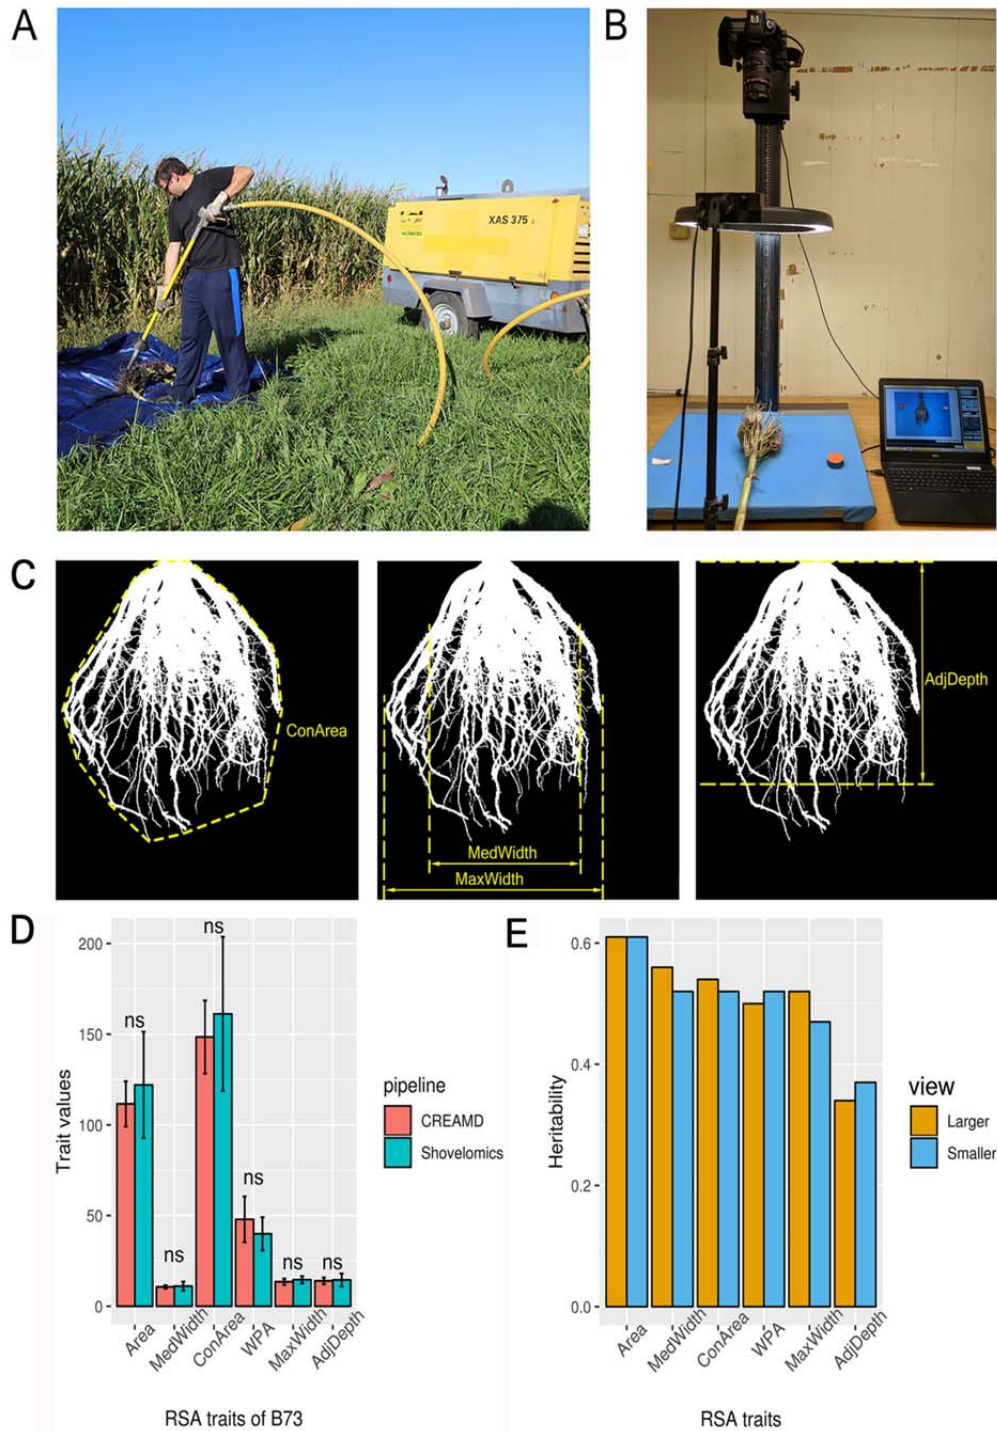 A
B
XAS 375
C
ConArea
MedWidth
MaxWidth
AdjDepth
D
E
200
150
100
50
0
Trait values
ns
ns
ns
ns
ns
ns
Area
MedWidth
ConArea
WPA
MaxWidth
AdjDepth
RSA traits of B73
pipeline
CREAMD
Shovelomics
0.6
0.4
0.2
0.0
Heritability
Area
MedWidth
ConArea
WPA
MaxWidth
AdjDepth
RSA traits
view
Larger
Smaller